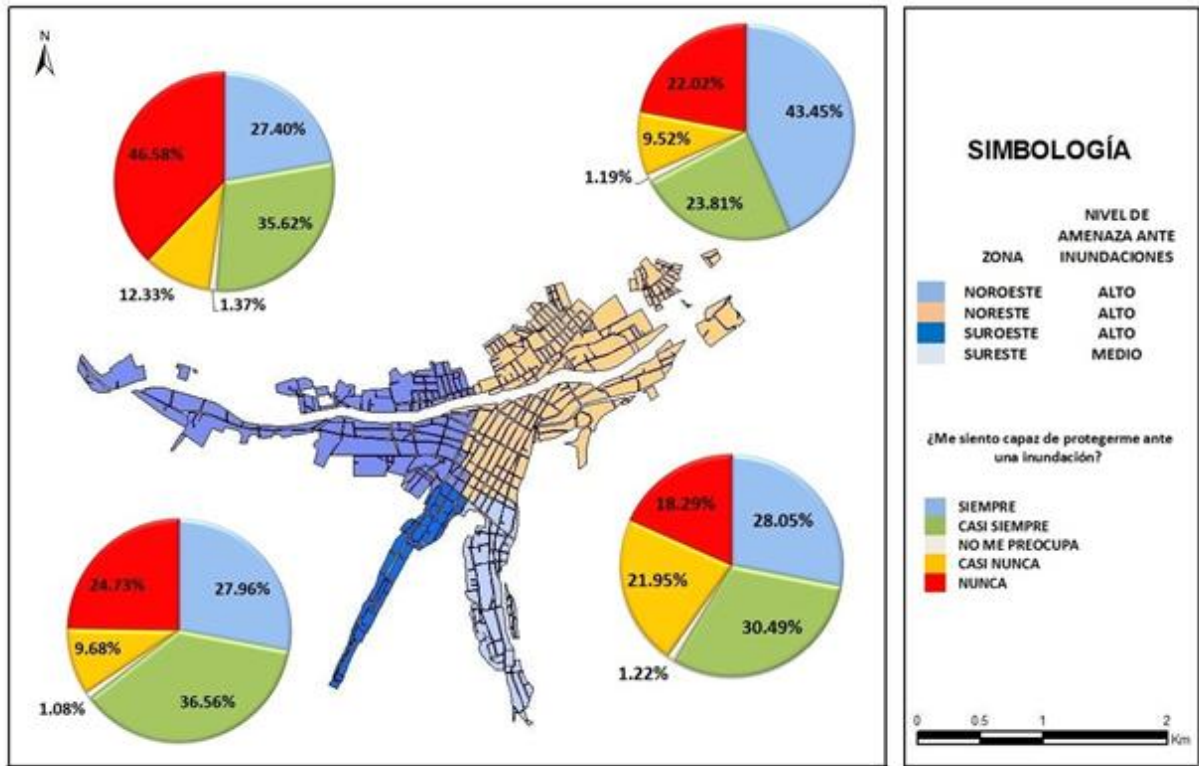 N
27.40%
46.58%
35.62%
12.33%
1.37%
22.02%
43.45%
9.52%
1.19%
23.81%
24.73%
27.96%
9.68%
1.08%
36.56%
18.29%
28.05%
21.95%
30.49%
1.22%
SIMBOLOGÍA
NIVEL DE
AMENAZA ANTE
ZONA INUNDACIONES
NOROESTE ALTO
NORESTE ALTO
SUROESTE ALTO
SURESTE MEDIO
¿Me siento capaz de protegerme ante
una inundación?
SIEMPRE
CASI SIEMPRE
NO ME PREOCUPA
CASI NUNCA
NUNCA
0 0.5 1 2
Km